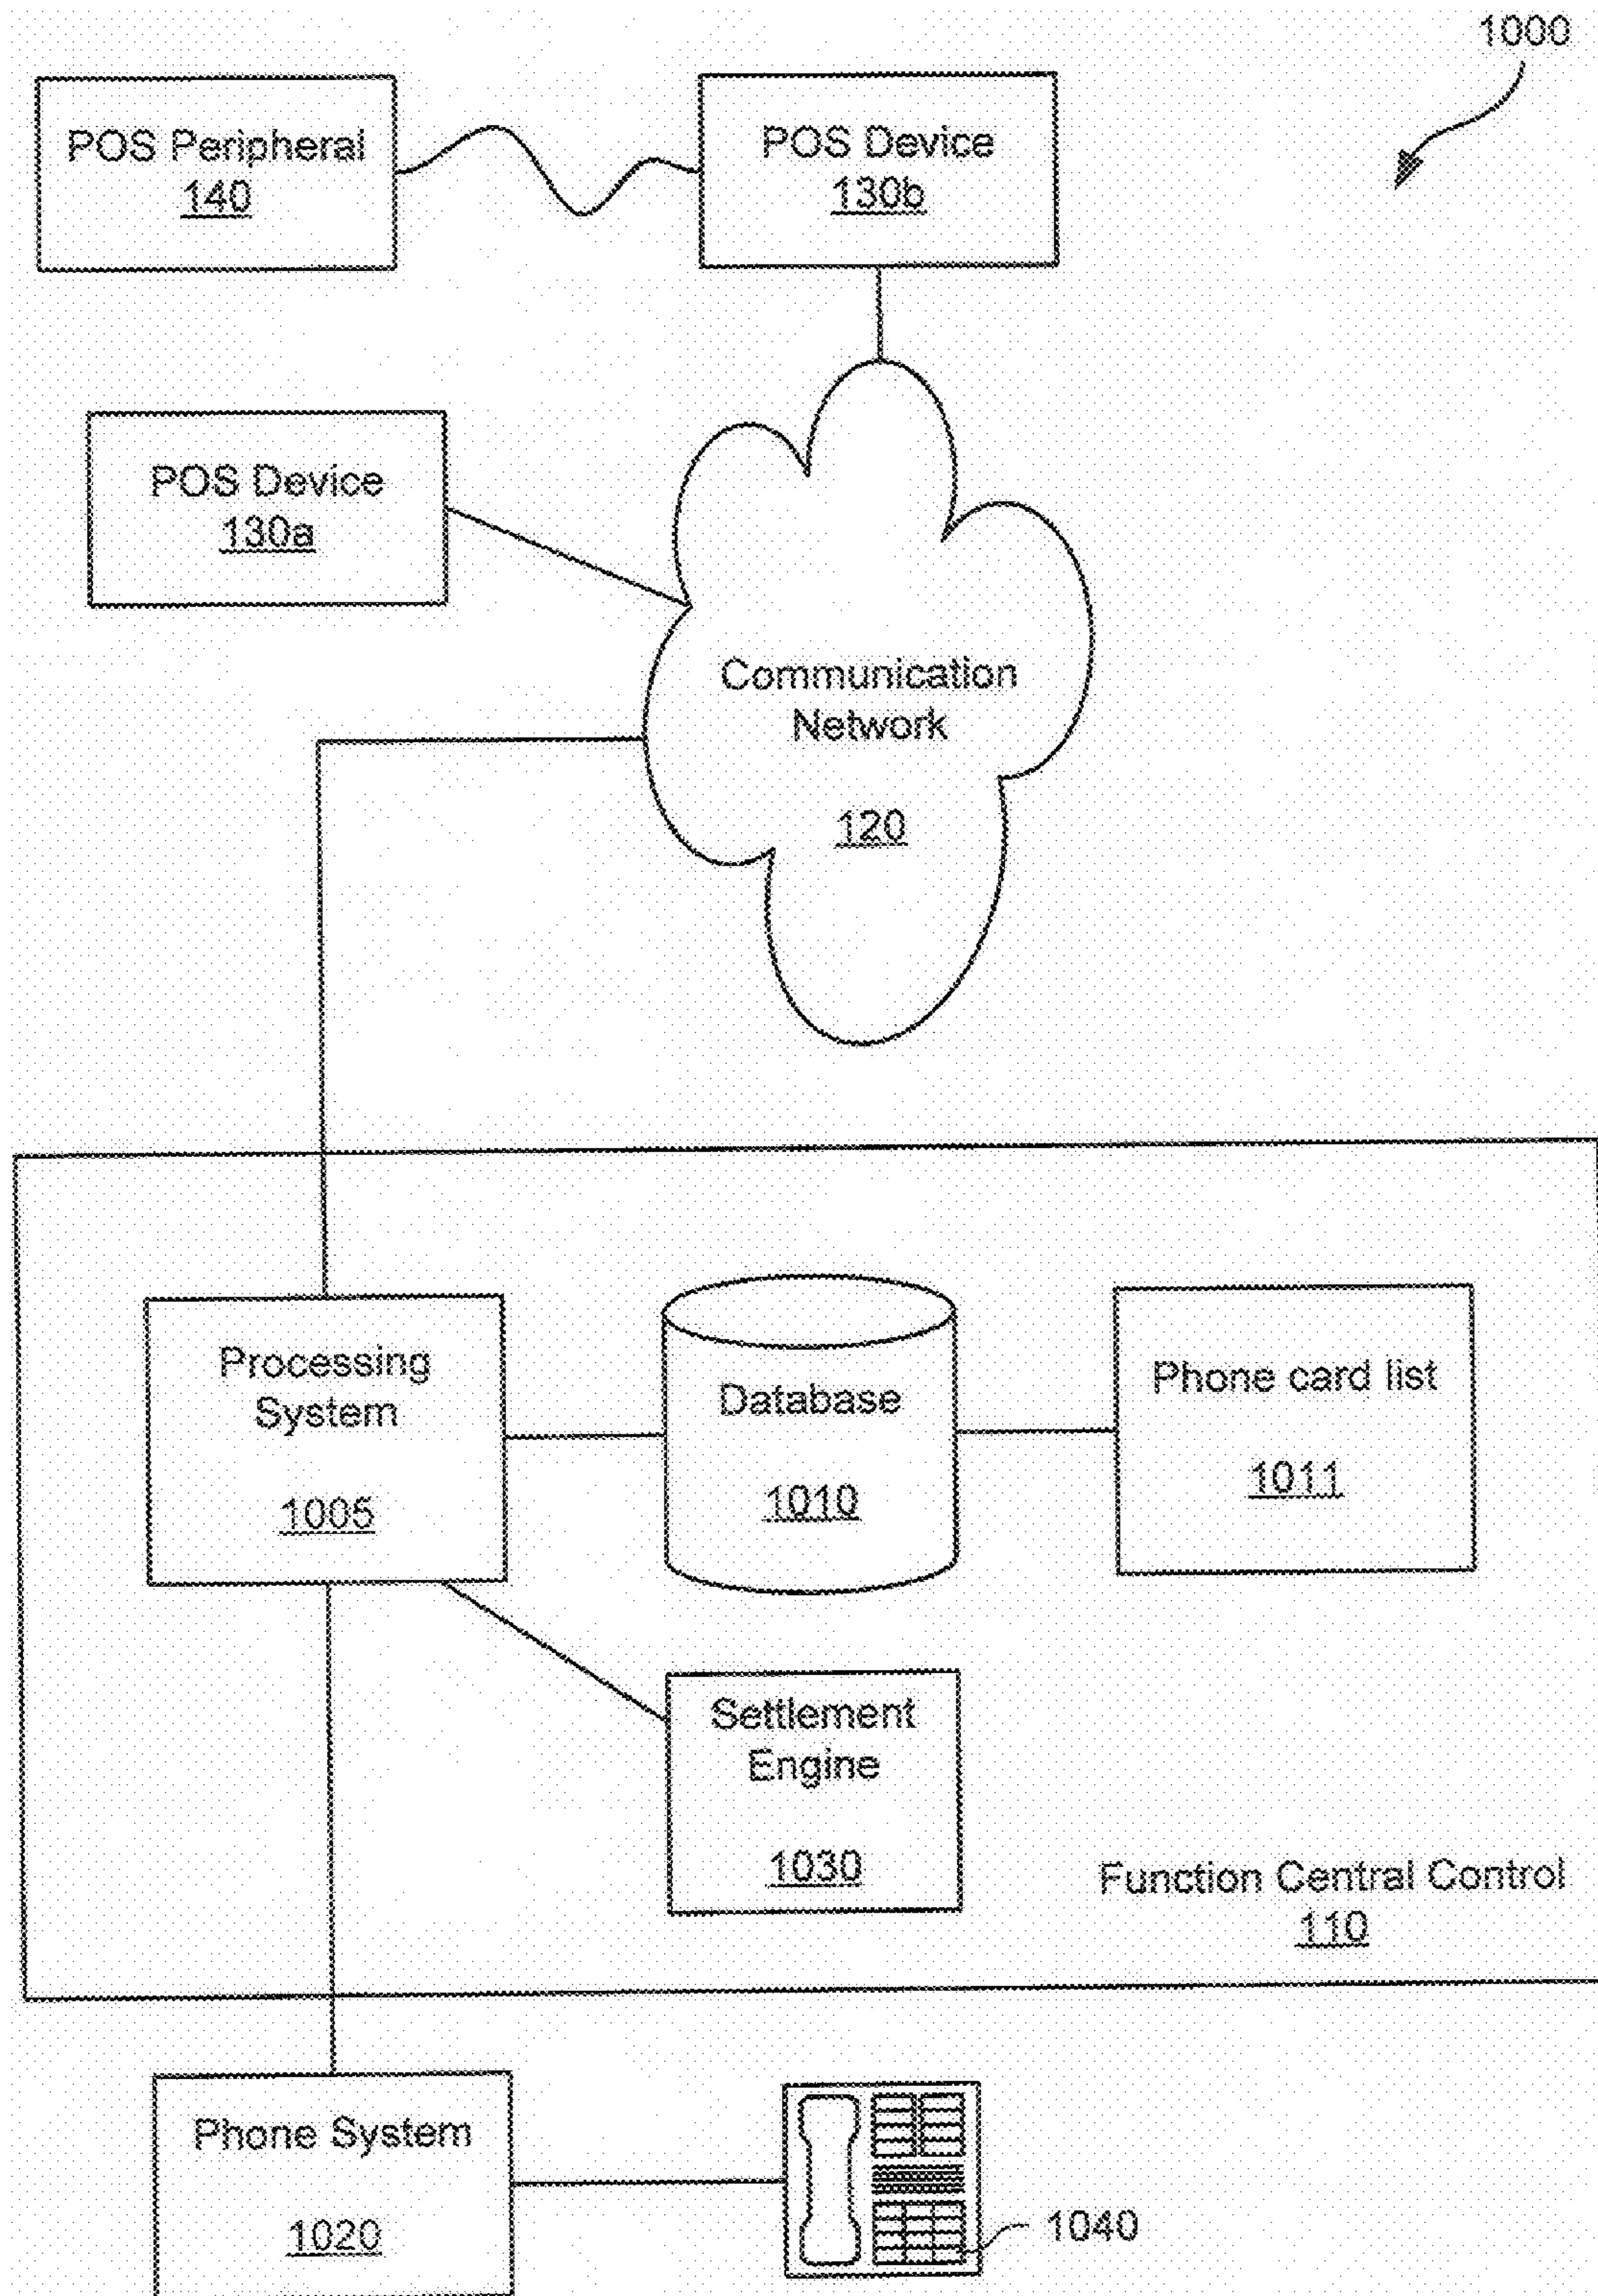 1000
POS Peripheral
140
POS Device
130b
POS Device
130a
Communication
Network
120
Processing
System
1005
Database
1010
Phone card list
1011
Settlement
Engine
1030
Function Central Control
110
Phone System
1020
1040